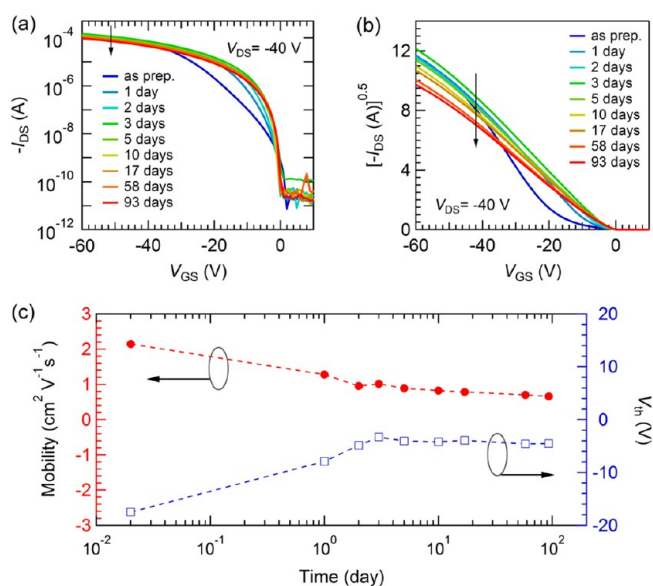 (a)
V_DS= -40 V
as prep.
1 day
2 days
3 days
5 days
10 days
17 days
58 days
93 days
10^-4
10^-6
10^-8
10^-10
10^-12
-I_DS (A)
-60 -40 -20 0
V_GS (V)
(b)
as prep.
1 day
2 days
3 days
5 days
10 days
17 days
58 days
93 days
V_DS= -40 V
12
8
4
0
[-I_DS (A)]^0.5
-60 -40 -20 0
V_GS (V)
(c)
3
2
1
0
-1
-2
-3
Mobility (cm^2 V^-1 s^-1)
20
10
0
-10
-20
V_th (V)
10^-2 10^-1 10^0 10^1 10^2
Time (day)